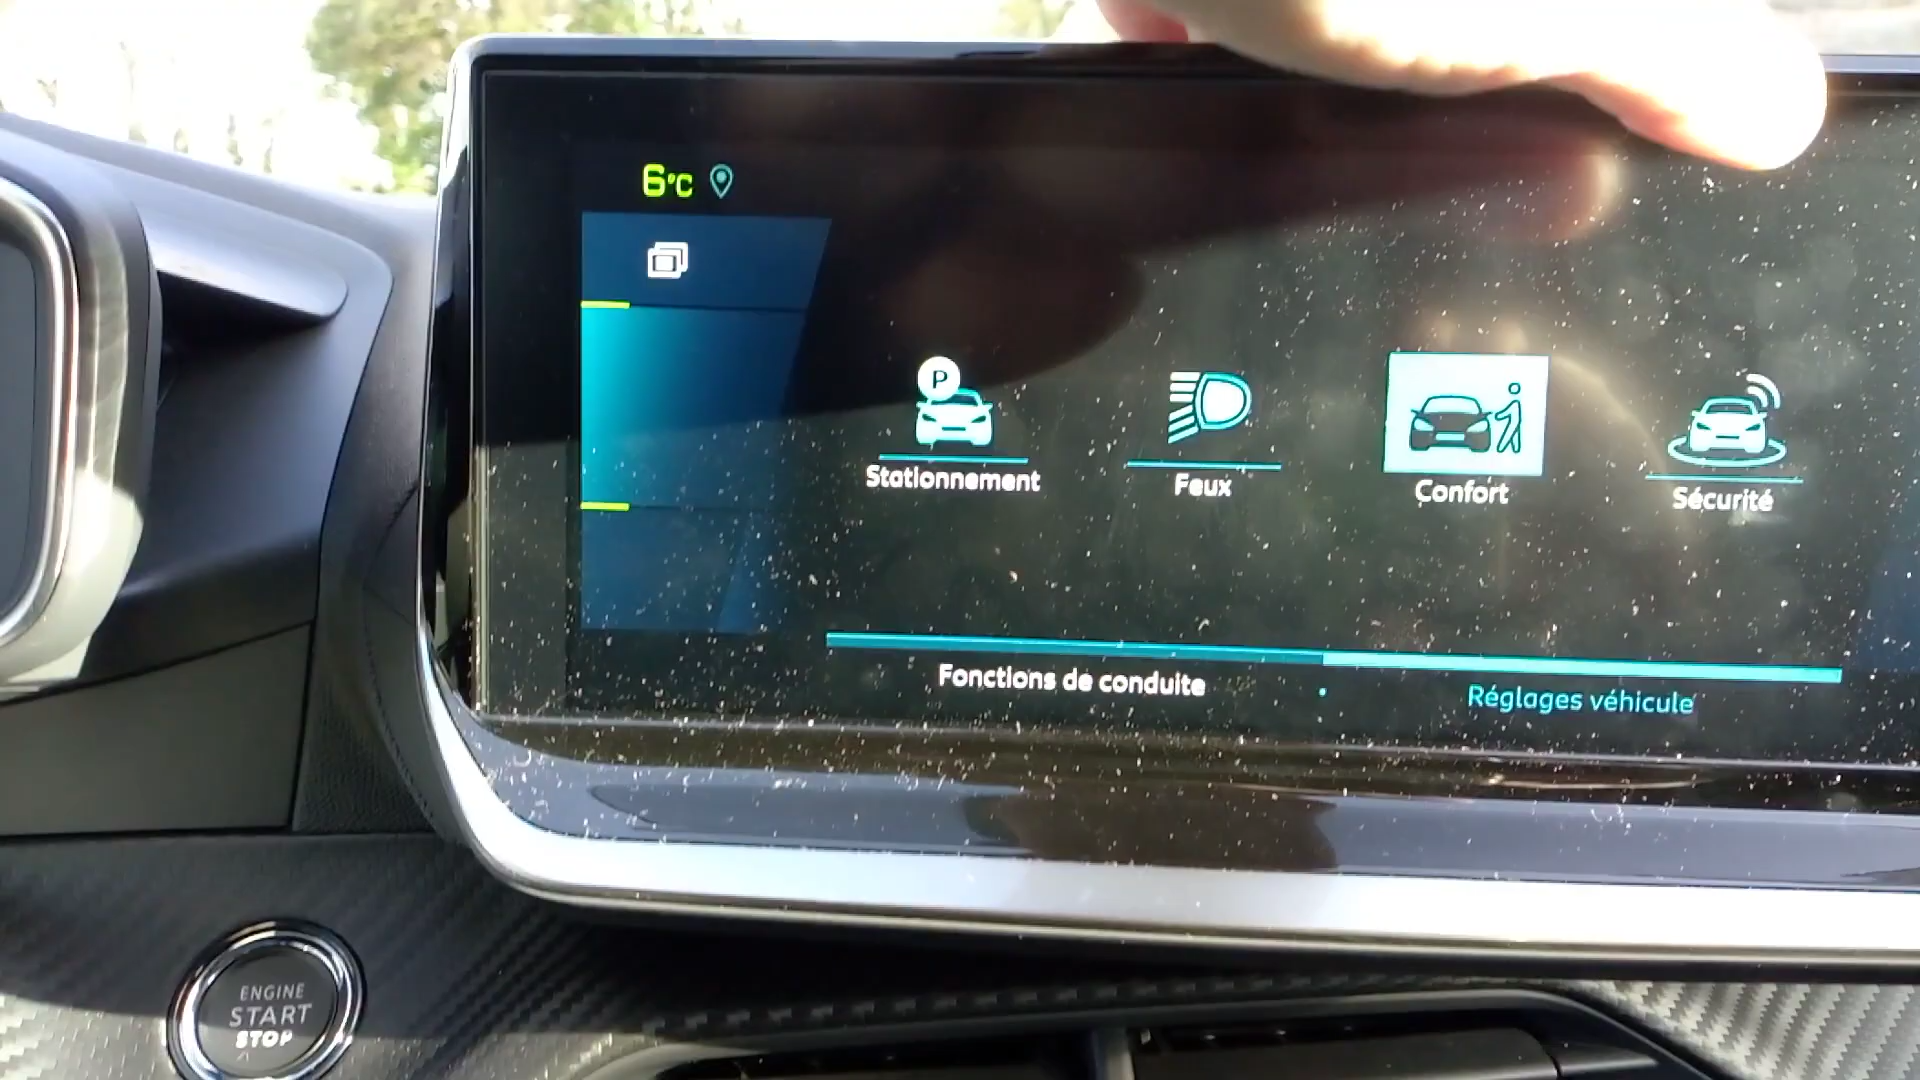 6°C
P
Stationnement
Feux
Confort
Sécurité
Fonctions de conduite
Réglages véhicule
ENGINE
START
STOP